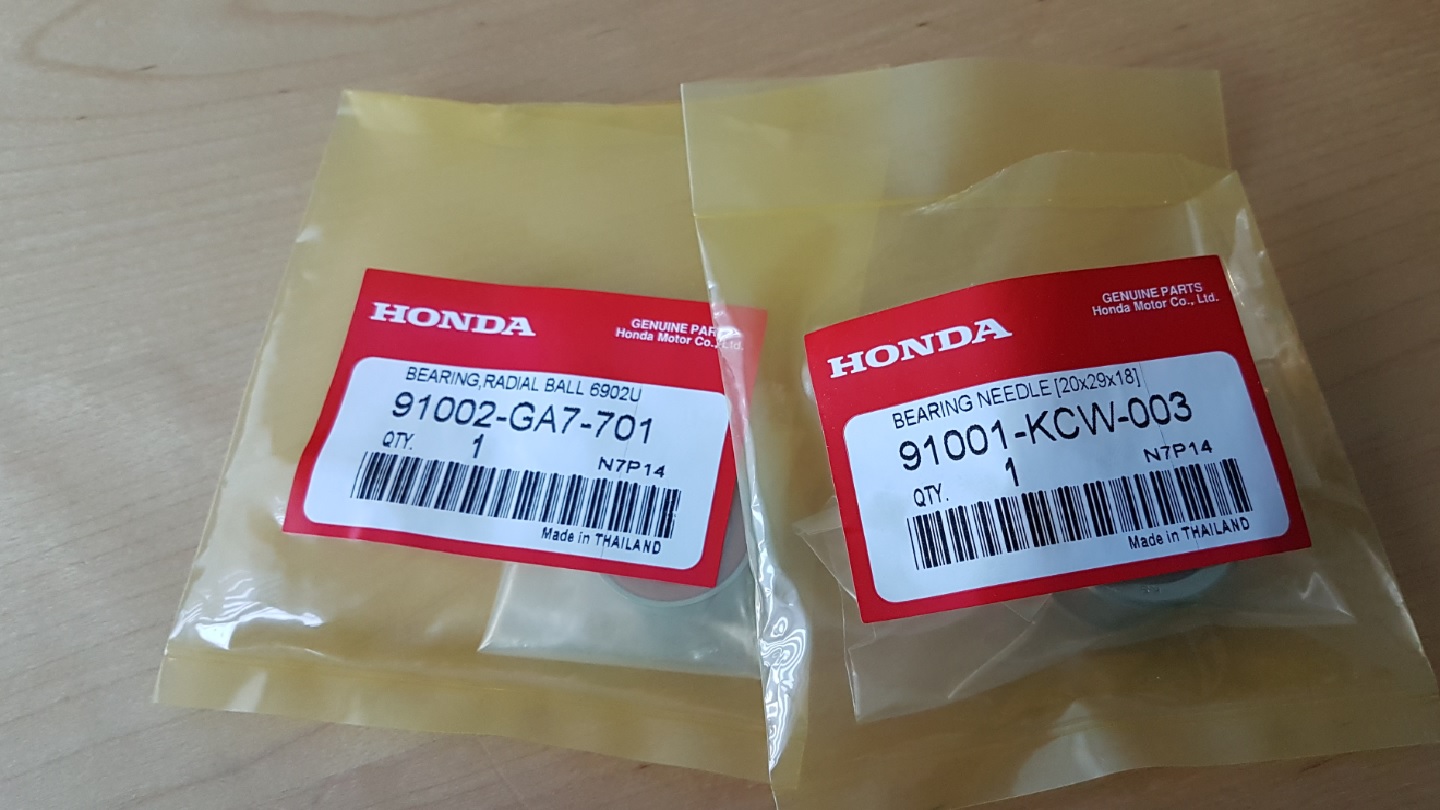 HONDA
GENUINE PARTS
Honda Motor Co., Ltd.
BEARING,RADIAL BALL 6902U
91002-GA7-701
QTY. 1
N7P14
Made in THAILAND
HONDA
GENUINE PARTS
Honda Motor Co., Ltd.
BEARING NEEDLE [20x29x18]
91001-KCW-003
QTY. 1
N7P14
Made in THAILAND